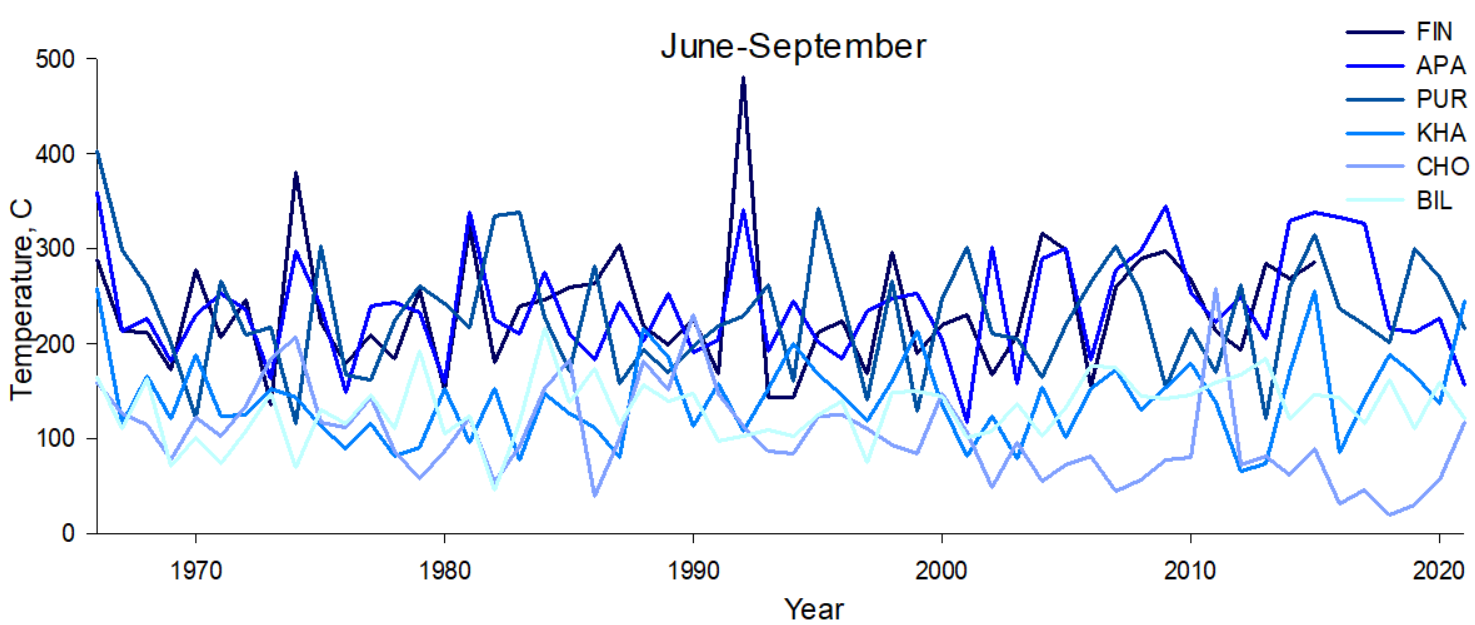 June-September
FIN
APA
PUR
KHA
CHO
BIL
Temperature, C
500
400
300
200
100
0
1970
1980
1990
2000
2010
2020
Year